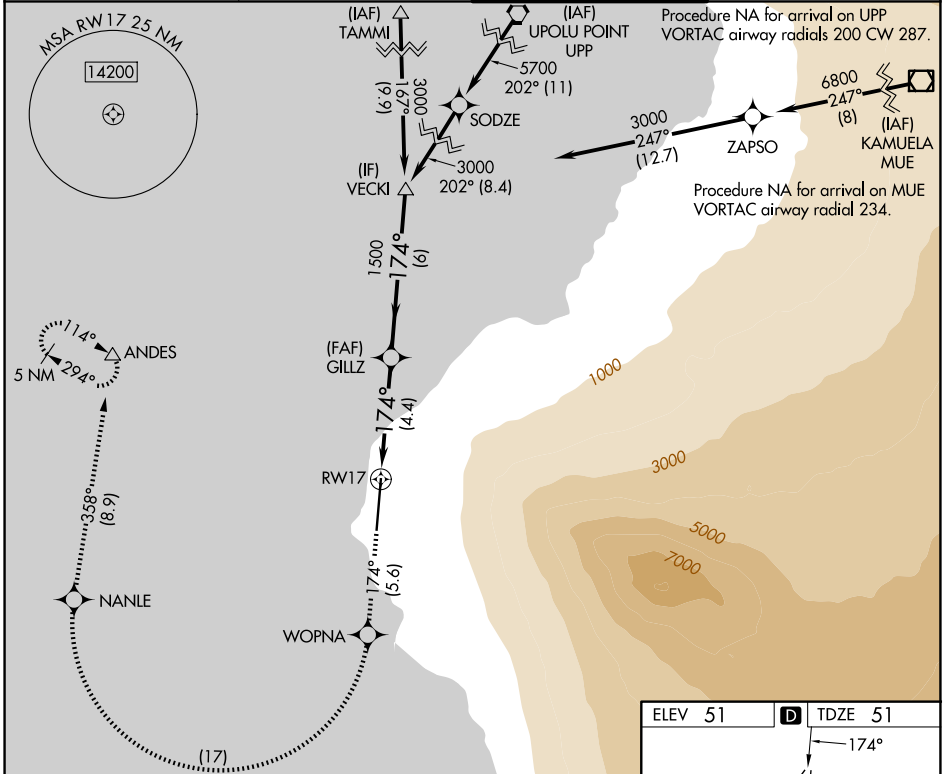 MSA RW17 25 NM
14200
(IAF)
TAMMI
3000
167°
(9.9)
(IAF)
UPOLU POINT
UPP
5700
202° (11)
SODZE
3000
202° (8.4)
(IF)
VECKI
Procedure NA for arrival on UPP
VORTAC airway radials 200 CW 287.
6800
247°
(8)
(IAF)
KAMUELA
MUE
ZAPSO
3000
247°
(12.7)
Procedure NA for arrival on MUE
VORTAC airway radial 234.
1500
174°
(6)
(FAF)
GILLZ
174°
(4.4)
RW17
174°
(5.6)
WOPNA
(17)
NANLE
358°
(8.9)
114°
294°
5 NM
ANDES
1000
3000
5000
7000
ELEV 51
D
TDZE 51
174°